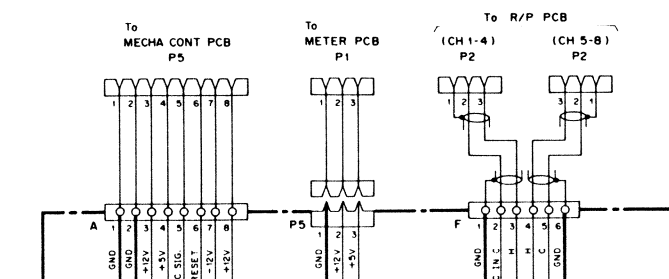 To
MECHA CONT PCB
P5
To
METER PCB
P1
To R/P PCB
(CH 1-4)
(CH 5-8)
P2
P2
1 2 3 4 5 6 7 8
1 2 3
1 2 3
3 2 1
A
P5
F
1 2 3 4 5 6 7 8
1 2 3
1 2 3 4 5 6
GND
GND
+12V
+5V
C SIG.
RESET
-12V
+12V
GND
+12V
+5V
GND
C IN C
H
H
C
GND